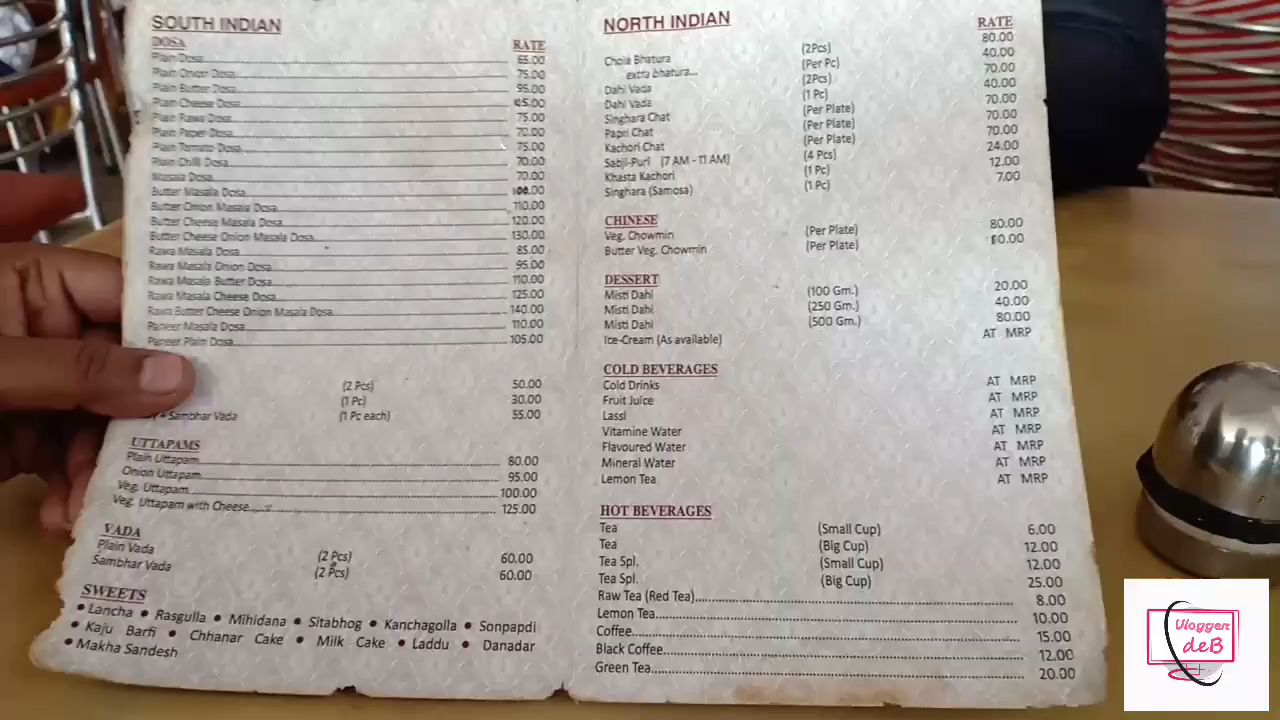 SOUTH INDIAN
DOSA RATE
Plain Dosa 65.00
Plain Onion Dosa 75.00
Plain Butter Dosa 95.00
Plain Cheese Dosa
Plain Rawa Dosa 75.00
Plain Paper Dosa 70.00
Plain Tomato Dosa 75.00
Plain Chilli Dosa 70.00
Masala Dosa 70.00
Butter Masala Dosa 100.00
Butter Onion Masala Dosa 110.00
Butter Cheese Masala Dosa 120.00
Butter Cheese Onion Masala Dosa 130.00
Rawa Masala Dosa 85.00
Rawa Masala Onion Dosa 95.00
Rawa Masala Butter Dosa 110.00
Rawa Masala Cheese Dosa 125.00
Rawa Butter Cheese Onion Masala Dosa 140.00
Paneer Masala Dosa 110.00
Paneer Plain Dosa 105.00
(2 Pcs) 50.00
(1 Pc) 30.00
Sambhar Vada (1 Pc each) 55.00
UTTAPAMS
Plain Uttapam 80.00
Onion Uttapam 95.00
Veg. Uttapam 100.00
Veg. Uttapam with Cheese 125.00
VADA
Plain Vada (2 Pcs) 60.00
Sambhar Vada (2 Pcs) 60.00
SWEETS
• Lancha • Rasgulla • Mihidana • Sitabhog • Kanchagolla • Sonpapdi
• Kaju Barfi • Chhanar Cake • Milk Cake • Laddu • Danadar
• Makha Sandesh
NORTH INDIAN RATE
Chola Bhatura (2Pcs) 80.00
extra bhatura... (Per Pc) 40.00
Dahi Vada (2Pcs) 70.00
Dahi Vada (1 Pc) 40.00
Singhara Chat (Per Plate) 70.00
Papri Chat (Per Plate) 70.00
Kachori Chat (Per Plate) 70.00
Sabji-Puri (7 AM - 11 AM) (4 Pcs) 24.00
Khasta Kachori (1 Pc) 12.00
Singhara (Samosa) (1 Pc) 7.00
CHINESE
Veg. Chowmin (Per Plate) 80.00
Butter Veg. Chowmin (Per Plate)
DESSERT
Misti Dahi (100 Gm.) 20.00
Misti Dahi (250 Gm.) 40.00
Misti Dahi (500 Gm.) 80.00
Ice-Cream (As available) AT MRP
COLD BEVERAGES
Cold Drinks AT MRP
Fruit Juice AT MRP
Lassi AT MRP
Vitamine Water AT MRP
Flavoured Water AT MRP
Mineral Water AT MRP
Lemon Tea AT MRP
HOT BEVERAGES
Tea (Small Cup) 6.00
Tea (Big Cup) 12.00
Tea Spl. (Small Cup) 12.00
Tea Spl. (Big Cup) 25.00
Raw Tea (Red Tea) 8.00
Lemon Tea 10.00
Coffee 15.00
Black Coffee 12.00
Green Tea 20.00
Vlogger
deB